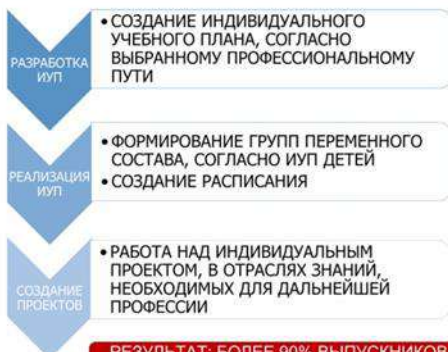 РАЗРАБОТКА
ИУП
• СОЗДАНИЕ ИНДИВИДУАЛЬНОГО
УЧЕБНОГО ПЛАНА, СОГЛАСНО
ВЫБРАННОМУ ПРОФЕССИОНАЛЬНОМУ
ПУТИ
РЕАЛИЗАЦИЯ
ИУП
• ФОРМИРОВАНИЕ ГРУПП ПЕРЕМЕННОГО
СОСТАВА, СОГЛАСНО ИУП ДЕТЕЙ
• СОЗДАНИЕ РАСПИСАНИЯ
СОЗДАНИЕ
ПРОЕКТОВ
• РАБОТА НАД ИНДИВИДУАЛЬНЫМ
ПРОЕКТОМ, В ОТРАСЛЯХ ЗНАНИЙ,
НЕОБХОДИМЫХ ДЛЯ ДАЛЬНЕЙШЕЙ
ПРОФЕССИИ
РЕЗУЛЬТАТ: БОЛЕЕ 90% ВЫПУСКНИКОВ